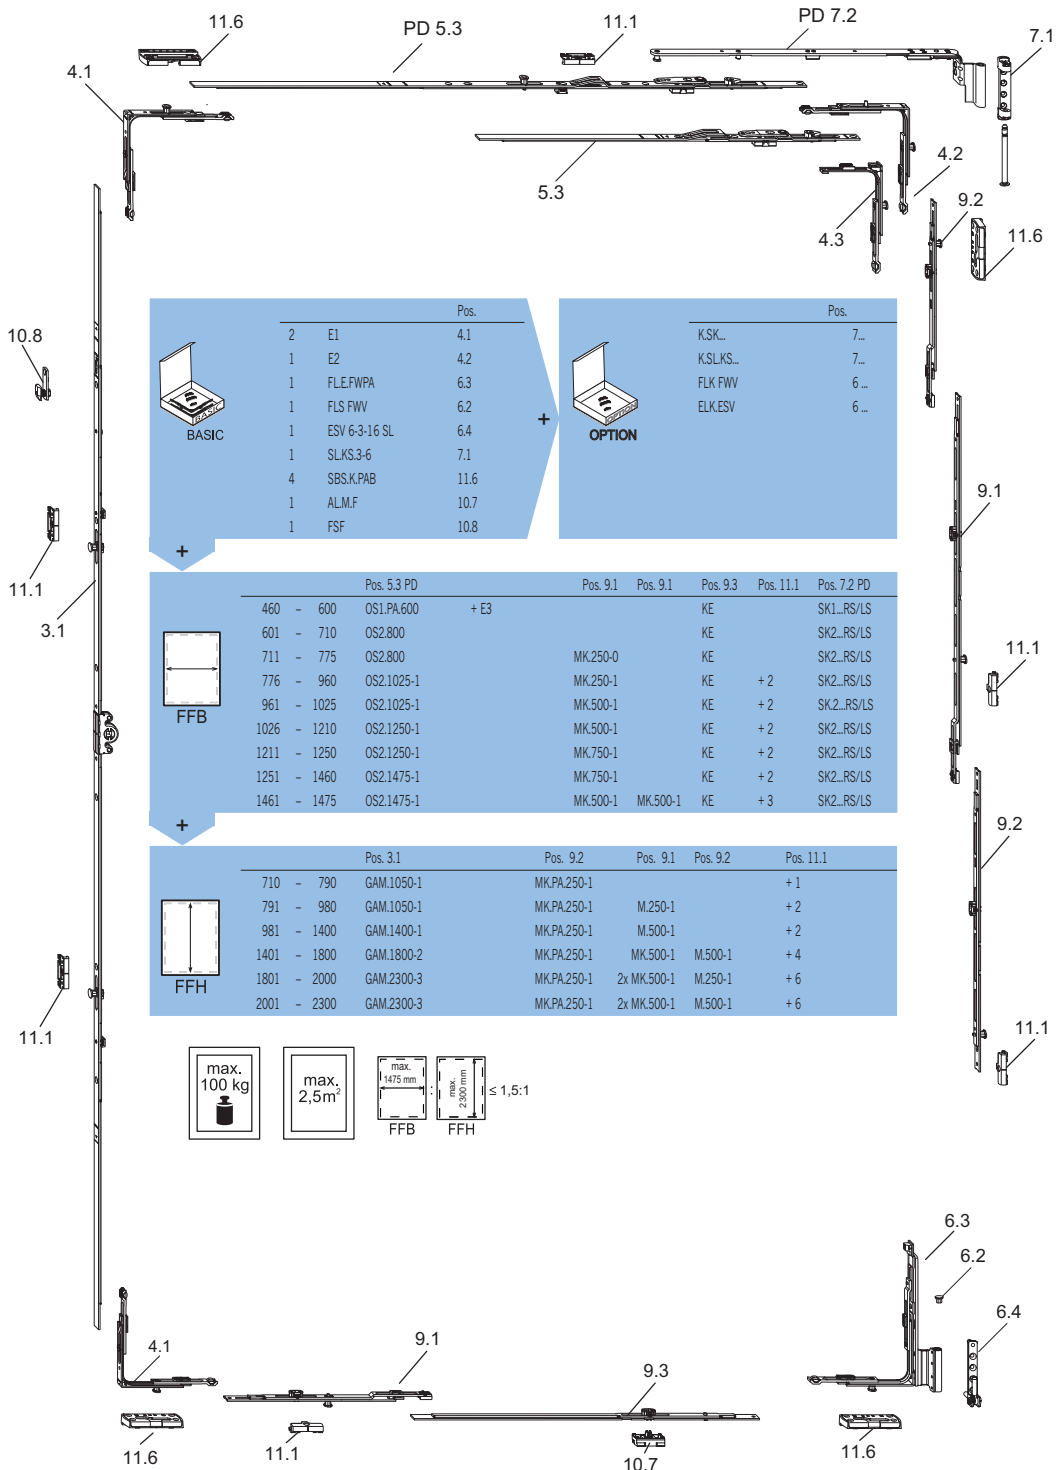 11.6
PD 5.3
11.1
PD 7.2
7.1
4.1
5.3
4.2
4.3
9.2
11.6
10.8
11.1
3.1
11.1
9.1
11.1
9.2
11.1
Pos.
2 E1 4.1
1 E2 4.2
1 FL.E.FWPA 6.3
1 FLS FWV 6.2
1 ESV 6-3-16 SL 6.4
1 SL.KS.3-6 7.1
4 SBS.K.PAB 11.6
1 AL.M.F 10.7
1 FSF 10.8
BASIC
BASIC
+
Pos.
K.SK... 7...
K.SL.KS... 7...
FLK FWV 6 ...
ELK.ESV 6 ...
OPTION
OPTION
+
Pos. 5.3 PD Pos. 9.1 Pos. 9.1 Pos. 9.3 Pos. 11.1 Pos. 7.2 PD
460 – 600 OS1.PA.600 + E3 KE SK1...RS/LS
601 – 710 OS2.800 KE SK2...RS/LS
711 – 775 OS2.800 MK.250-0 KE SK2...RS/LS
776 – 960 OS2.1025-1 MK.250-1 KE + 2 SK2...RS/LS
961 – 1025 OS2.1025-1 MK.500-1 KE + 2 SK.2...RS/LS
1026 – 1210 OS2.1250-1 MK.500-1 KE + 2 SK2...RS/LS
1211 – 1250 OS2.1250-1 MK.750-1 KE + 2 SK2...RS/LS
1251 – 1460 OS2.1475-1 MK.750-1 KE + 2 SK2...RS/LS
1461 – 1475 OS2.1475-1 MK.500-1 MK.500-1 KE + 3 SK2...RS/LS
FFB
+
Pos. 3.1 Pos. 9.2 Pos. 9.1 Pos. 9.2 Pos. 11.1
710 – 790 GAM.1050-1 MK.PA.250-1 + 1
791 – 980 GAM.1050-1 MK.PA.250-1 M.250-1 + 2
981 – 1400 GAM.1400-1 MK.PA.250-1 M.500-1 + 2
1401 – 1800 GAM.1800-2 MK.PA.250-1 MK.500-1 M.500-1 + 4
1801 – 2000 GAM.2300-3 MK.PA.250-1 2x MK.500-1 M.250-1 + 6
2001 – 2300 GAM.2300-3 MK.PA.250-1 2x MK.500-1 M.500-1 + 6
FFH
max.
100 kg
max.
2,5m²
max.
1475 mm
FFB
:
max.
2300 mm
FFH
≤ 1,5:1
6.3
6.2
6.4
4.1
9.1
9.3
11.6
11.1
10.7
11.6